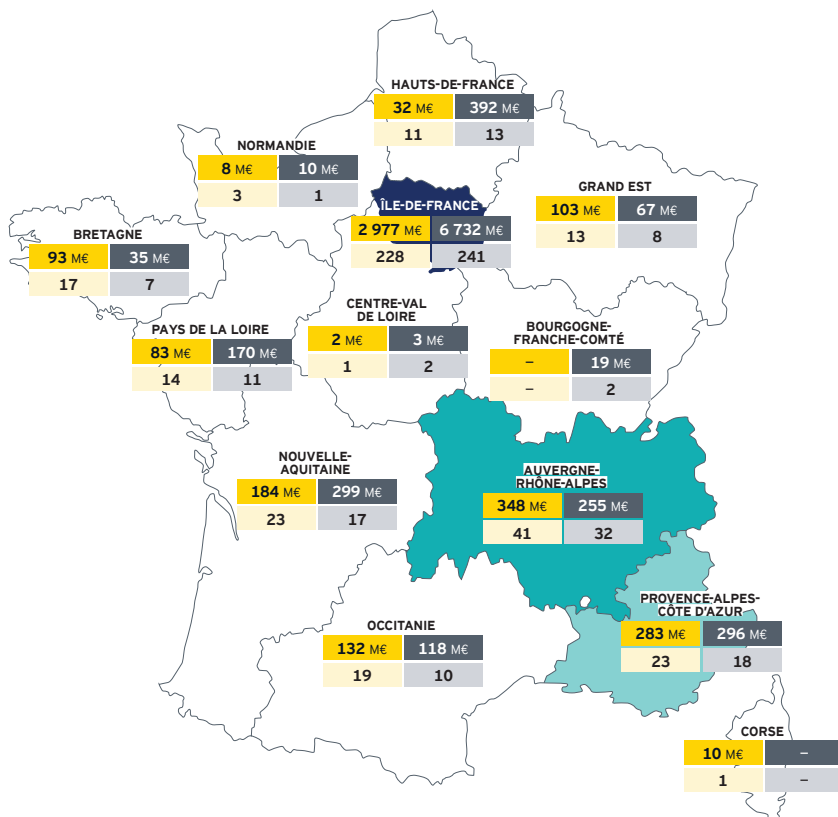 HAUTS-DE-FRANCE
32 M€ 392 M€
11 13
NORMANDIE
8 M€ 10 M€
3 1
ÎLE-DE-FRANCE
2 977 M€ 6 732 M€
228 241
GRAND EST
103 M€ 67 M€
13 8
BRETAGNE
93 M€ 35 M€
17 7
PAYS DE LA LOIRE
83 M€ 170 M€
14 11
CENTRE-VAL
DE LOIRE
2 M€ 3 M€
1 2
BOURGOGNE-
FRANCHE-COMTÉ
– 19 M€
– 2
NOUVELLE-
AQUITAINE
184 M€ 299 M€
23 17
AUVERGNE-
RHÔNE-ALPES
348 M€ 255 M€
41 32
OCCITANIE
132 M€ 118 M€
19 10
PROVENCE-ALPES-
CÔTE D'AZUR
283 M€ 296 M€
23 18
CORSE
10 M€ –
1 –